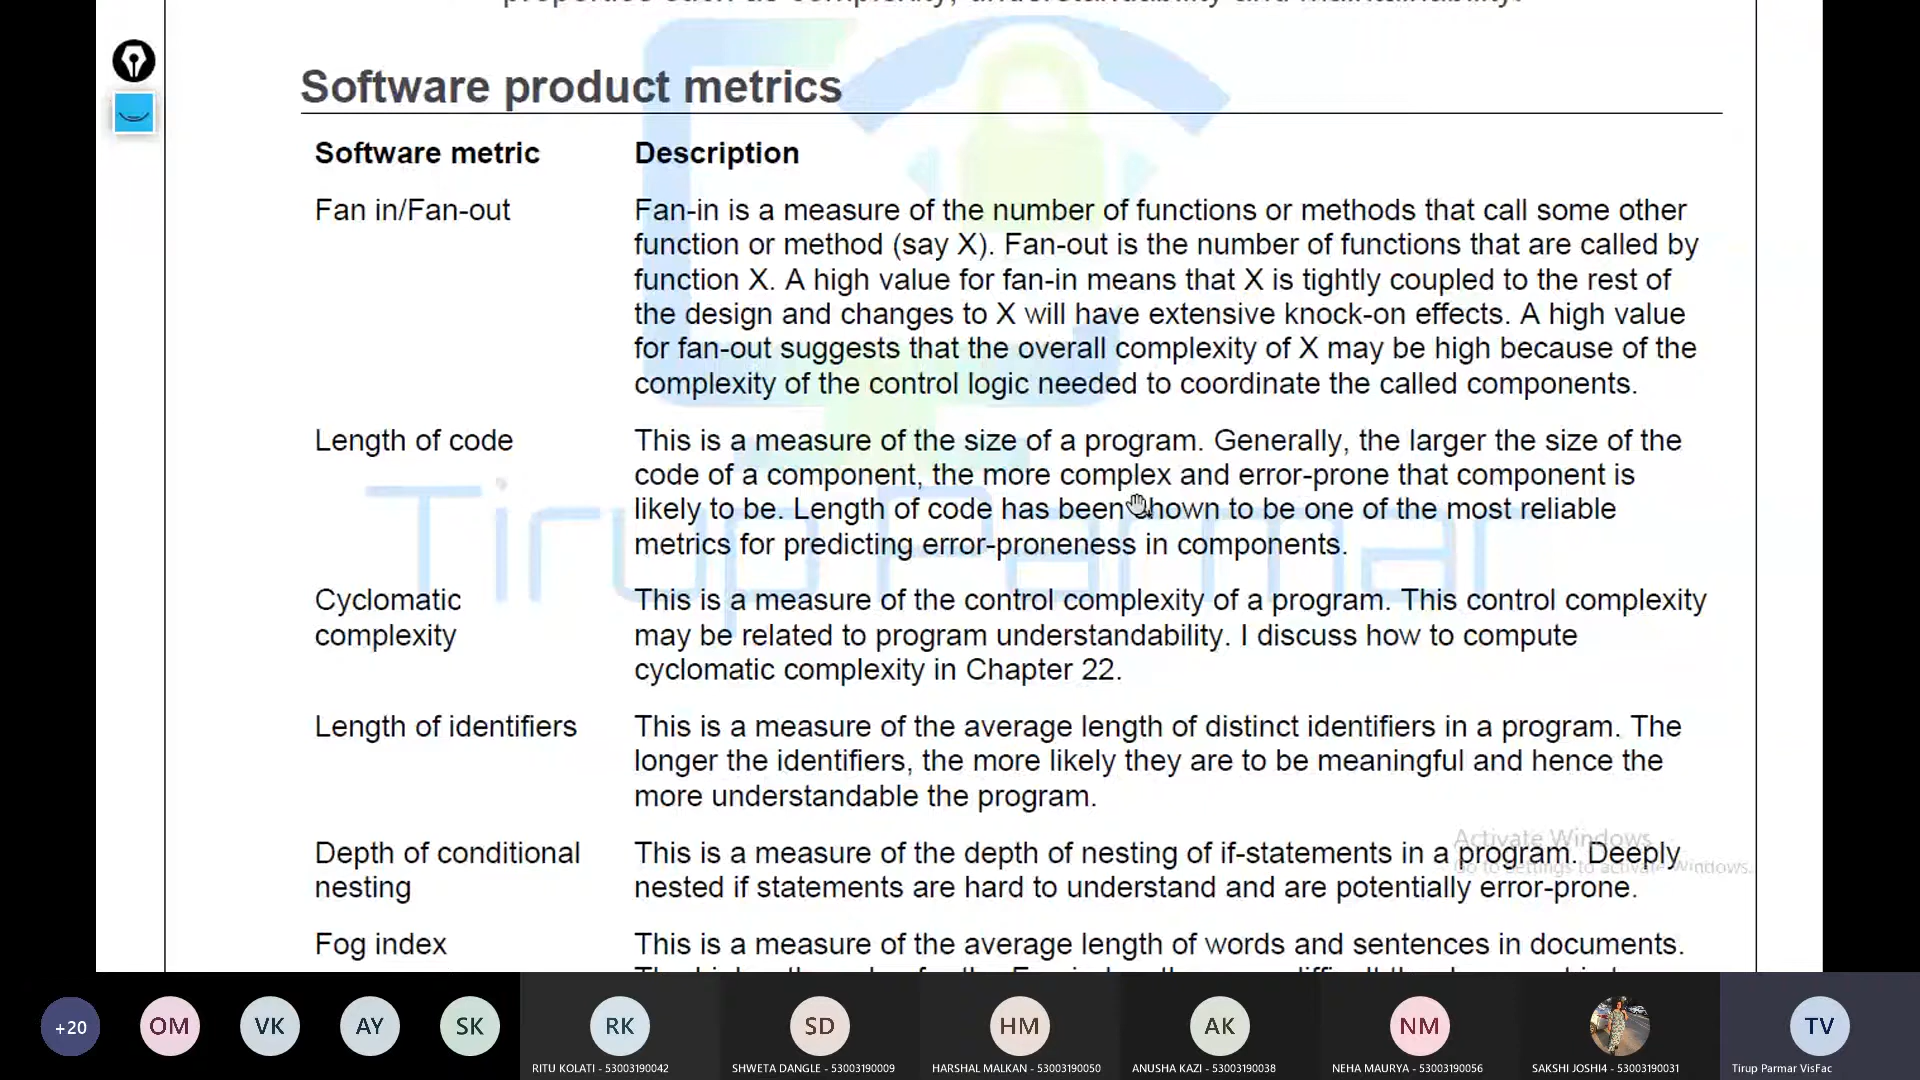 properties such as complexity, understandability and maintainability.
Software product metrics
Software metric Description
Fan in/Fan-out Fan-in is a measure of the number of functions or methods that call some other
function or method (say X). Fan-out is the number of functions that are called by
function X. A high value for fan-in means that X is tightly coupled to the rest of
the design and changes to X will have extensive knock-on effects. A high value
for fan-out suggests that the overall complexity of X may be high because of the
complexity of the control logic needed to coordinate the called components.
Length of code This is a measure of the size of a program. Generally, the larger the size of the
code of a component, the more complex and error-prone that component is
likely to be. Length of code has been shown to be one of the most reliable
metrics for predicting error-proneness in components.
Tirup Parmar
Cyclomatic This is a measure of the control complexity of a program. This control complexity
complexity may be related to program understandability. I discuss how to compute
cyclomatic complexity in Chapter 22.
Length of identifiers This is a measure of the average length of distinct identifiers in a program. The
longer the identifiers, the more likely they are to be meaningful and hence the
more understandable the program.
Activate Windows
Depth of conditional This is a measure of the depth of nesting of if-statements in a program. Deeply
Go to Settings to activate Windows.
nesting nested if statements are hard to understand and are potentially error-prone.
Fog index This is a measure of the average length of words and sentences in documents.
+20 OM VK AY SK RK SD HM AK NM TV
RITU KOLATI - 53003190042 SHWETA DANGLE - 53003190009 HARSHAL MALKAN - 53003190050 ANUSHA KAZI - 53003190038 NEHA MAURYA - 53003190056 SAKSHI JOSHI4 - 53003190031 Tirup Parmar VisFac